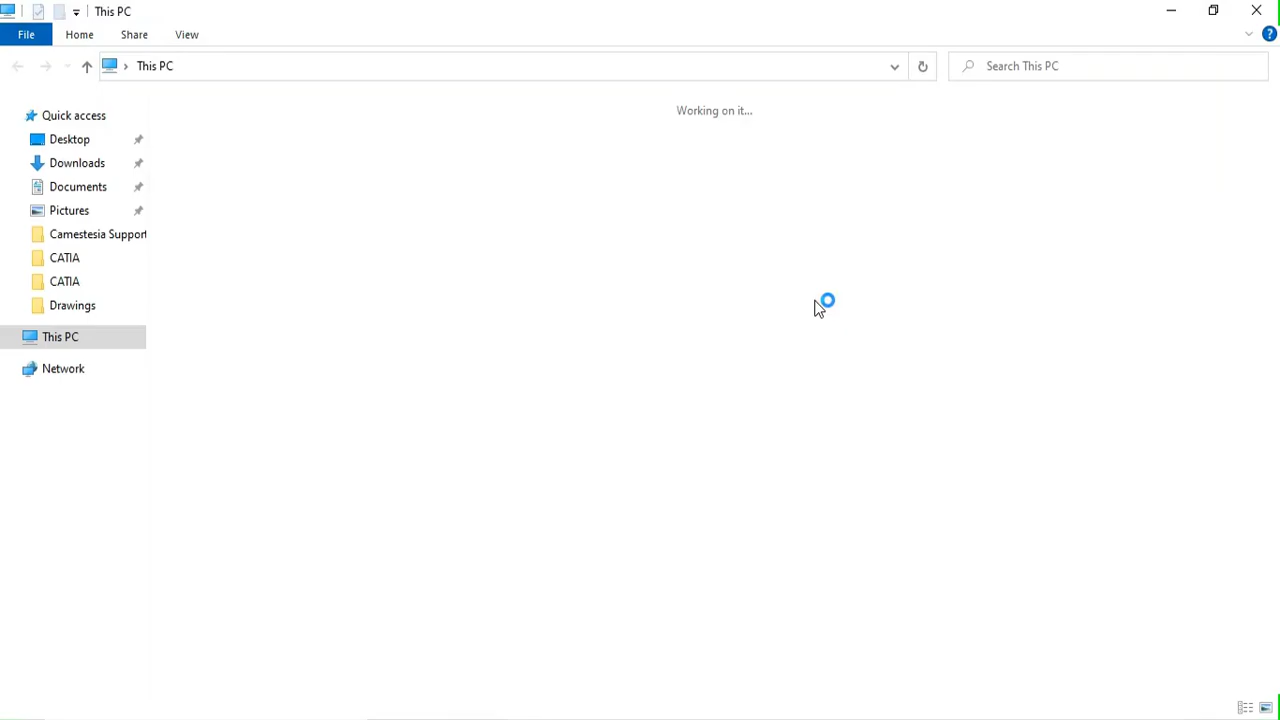 This PC
File Home Share View
This PC
Search This PC
Working on it...
Quick access
Desktop
Downloads
Documents
Pictures
Camestesia Support
CATIA
CATIA
Drawings
This PC
Network